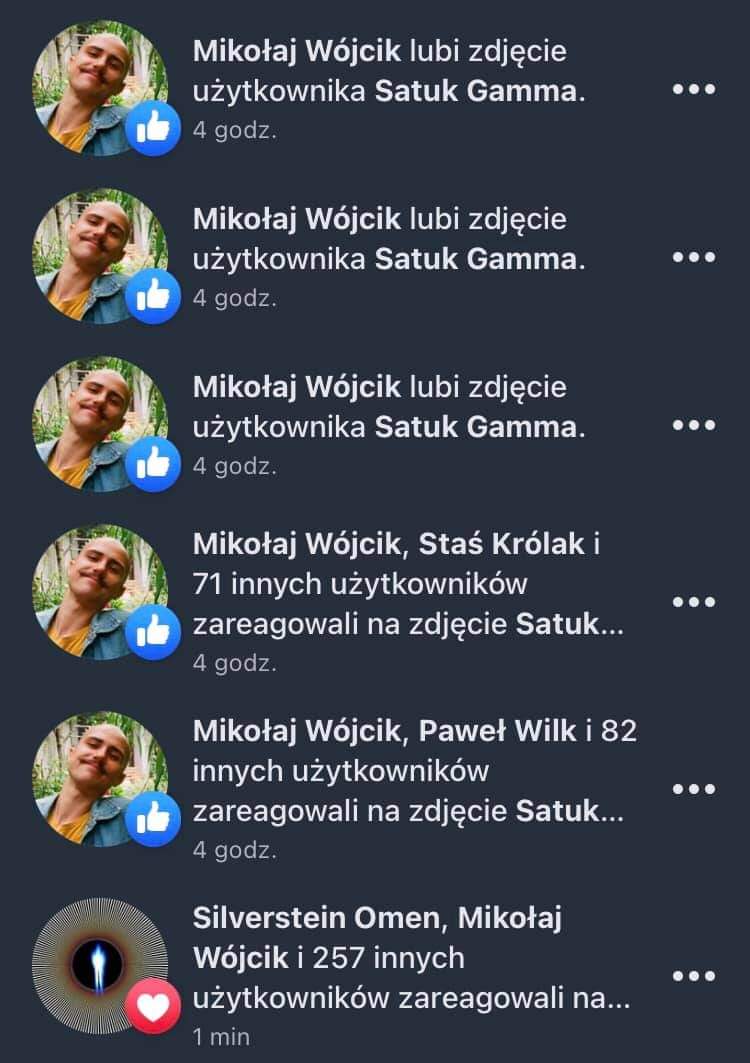 Mikołaj Wójcik lubi zdjęcie
użytkownika Satuk Gamma.
4 godz.
Mikołaj Wójcik lubi zdjęcie
użytkownika Satuk Gamma.
4 godz.
Mikołaj Wójcik lubi zdjęcie
użytkownika Satuk Gamma.
4 godz.
Mikołaj Wójcik, Staś Królak i
71 innych użytkowników
zareagowali na zdjęcie Satuk...
4 godz.
Mikołaj Wójcik, Paweł Wilk i 82
innych użytkowników
zareagowali na zdjęcie Satuk...
4 godz.
Silverstein Omen, Mikołaj
Wójcik i 257 innych
użytkowników zareagowali na...
1 min